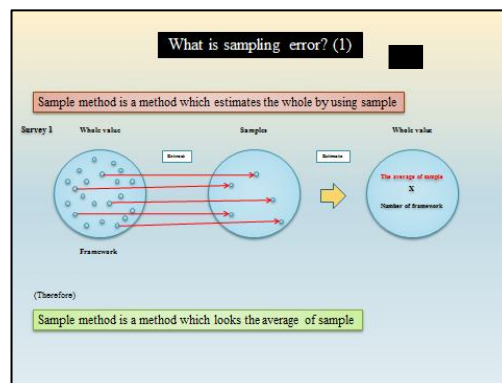 What is sampling error? (1)
Sample method is a method which estimates the whole by using sample
Survey 1
Whole value
Samples
Whole value
Extract
Estimate
The average of sample
X
Number of framework
Framework
(Therefore)
Sample method is a method which looks the average of sample